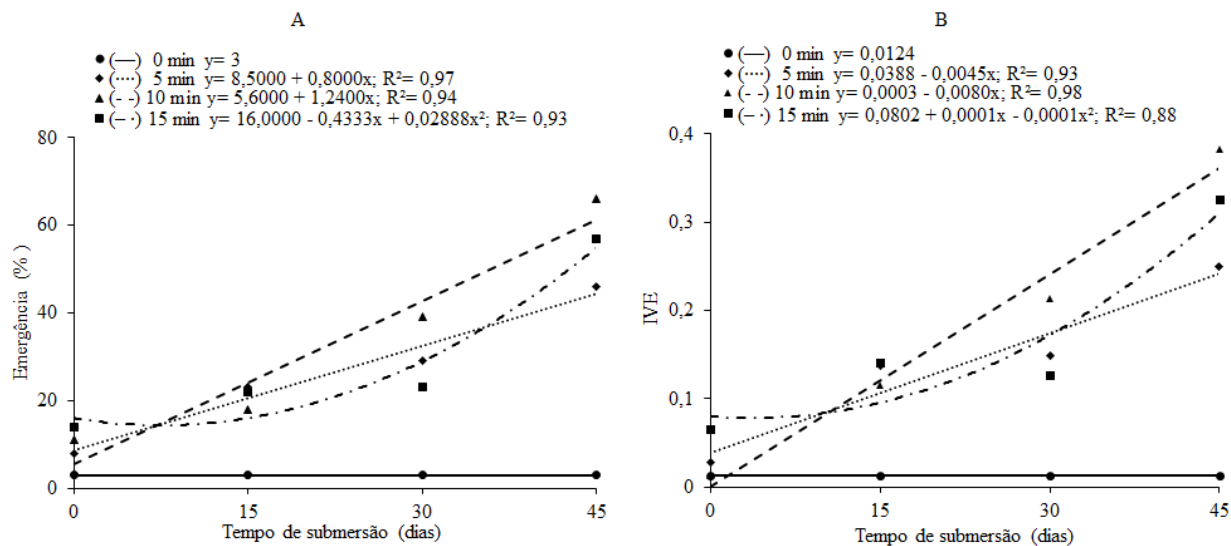 A
(—) 0 min y= 3
(·····) 5 min y= 8,5000 + 0,8000x; R²= 0,97
(- -) 10 min y= 5,6000 + 1,2400x; R²= 0,94
(– ·) 15 min y= 16,0000 - 0,4333x + 0,02888x²; R²= 0,93
80
60
40
20
0
Emergência (%)
0 15 30 45
Tempo de submersão (dias)
B
(—) 0 min y= 0,0124
(·····) 5 min y= 0,0388 - 0,0045x; R²= 0,93
(- -) 10 min y= 0,0003 - 0,0080x; R²= 0,98
(– ·) 15 min y= 0,0802 + 0,0001x - 0,0001x²; R²= 0,88
0,4
0,3
0,2
0,1
0
IVE
0 15 30 45
Tempo de submersão (dias)